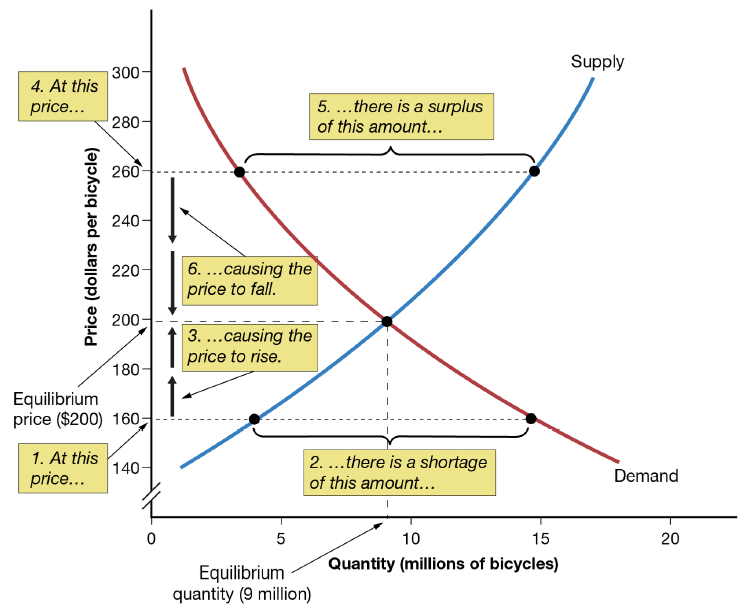 Supply
300
4. At this
price…
5. …there is a surplus
of this amount…
280
260
Price (dollars per bicycle)
240
220
6. …causing the
price to fall.
200
3. …causing the
price to rise.
180
Equilibrium
price ($200)
160
1. At this
price…
140
2. …there is a shortage
of this amount…
Demand
0
5
10
15
20
Quantity (millions of bicycles)
Equilibrium
quantity (9 million)